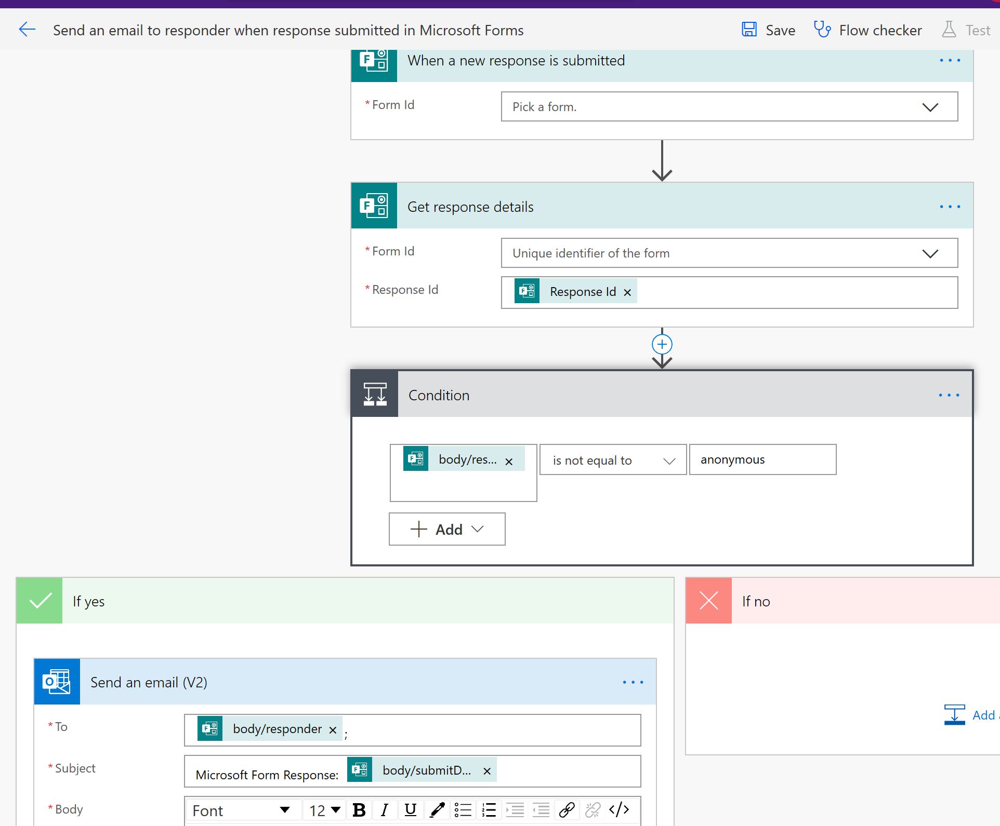 Send an email to responder when response submitted in Microsoft Forms
Save
Flow checker
Test
When a new response is submitted
* Form Id
Pick a form.
Get response details
* Form Id
Unique identifier of the form
* Response Id
Response Id ×
Condition
body/res... ×
is not equal to
anonymous
+ Add
If yes
If no
Send an email (V2)
* To
body/responder × ;
Add
* Subject
Microsoft Form Response: body/submitD... ×
* Body
Font
12
B I U
</>